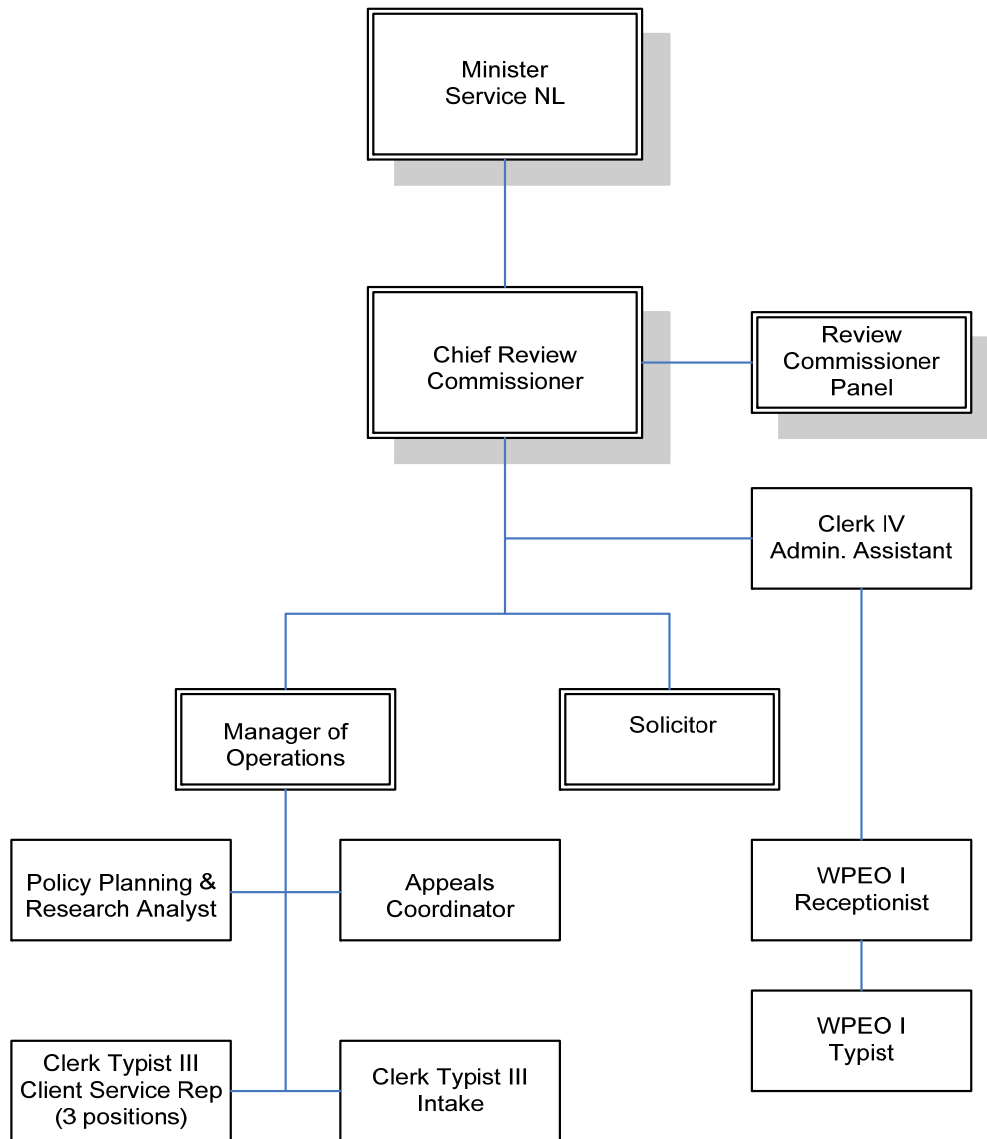 Minister
Service NL
Chief Review
Commissioner
Review
Commissioner
Panel
Clerk IV
Admin. Assistant
Manager of
Operations
Solicitor
Policy Planning &
Research Analyst
Appeals
Coordinator
WPEO I
Receptionist
WPEO I
Typist
Clerk Typist III
Client Service Rep
(3 positions)
Clerk Typist III
Intake